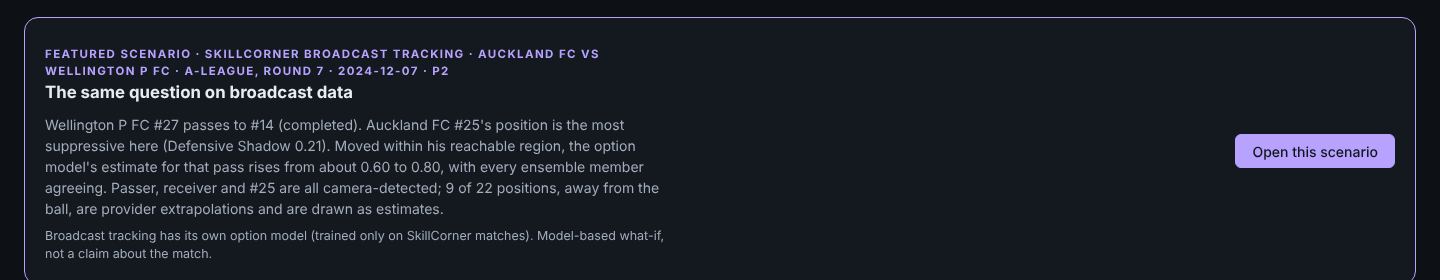 FEATURED SCENARIO · SKILLCORNER BROADCAST TRACKING · AUCKLAND FC VS
WELLINGTON P FC · A-LEAGUE, ROUND 7 · 2024-12-07 · P2
The same question on broadcast data
Wellington P FC #27 passes to #14 (completed). Auckland FC #25's position is the most
suppressive here (Defensive Shadow 0.21). Moved within his reachable region, the option
model's estimate for that pass rises from about 0.60 to 0.80, with every ensemble member
agreeing. Passer, receiver and #25 are all camera-detected; 9 of 22 positions, away from the
ball, are provider extrapolations and are drawn as estimates.
Broadcast tracking has its own option model (trained only on SkillCorner matches). Model-based what-if,
not a claim about the match.
Open this scenario